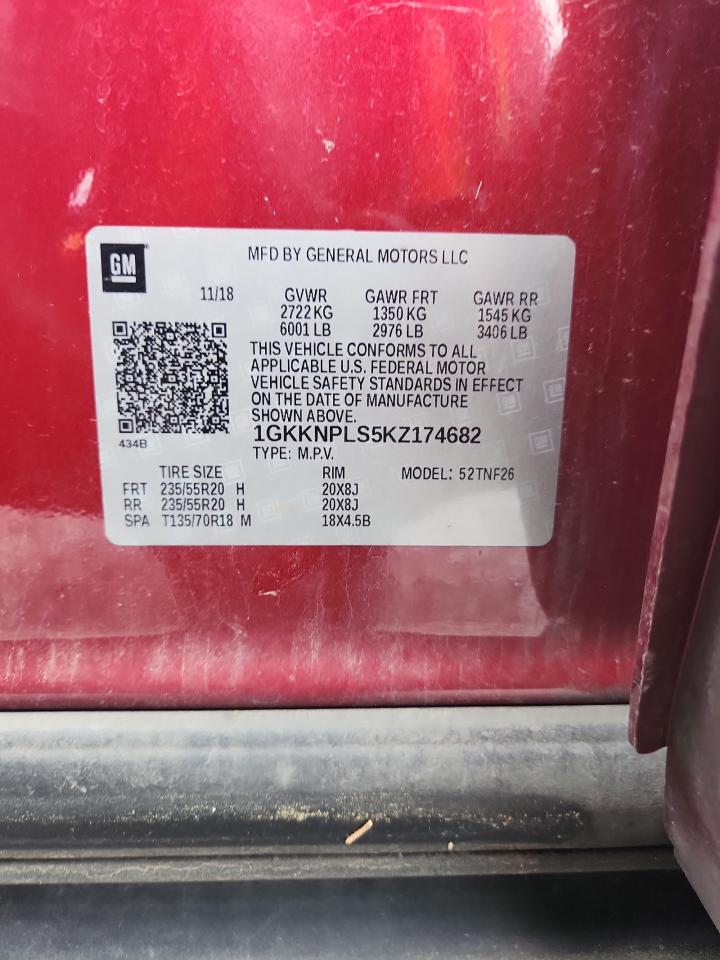 GM
MFD BY GENERAL MOTORS LLC
11/18 GVWR GAWR FRT GAWR RR
2722 KG 1350 KG 1545 KG
6001 LB 2976 LB 3406 LB
THIS VEHICLE CONFORMS TO ALL
APPLICABLE U.S. FEDERAL MOTOR
VEHICLE SAFETY STANDARDS IN EFFECT
ON THE DATE OF MANUFACTURE
SHOWN ABOVE.
434B
1GKKNPLS5KZ174682
TYPE: M.P.V.
TIRE SIZE RIM MODEL: 52TNF26
FRT 235/55R20 H 20X8J
RR 235/55R20 H 20X8J
SPA T135/70R18 M 18X4.5B